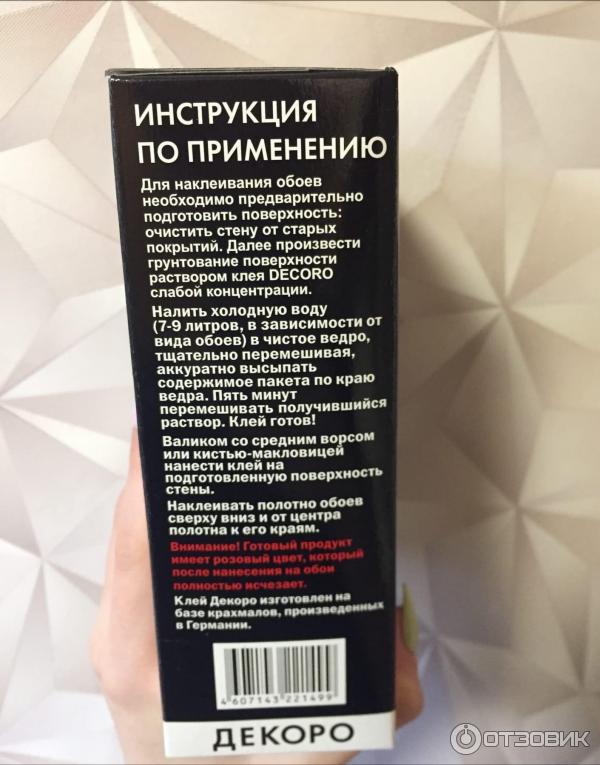 ИНСТРУКЦИЯ
ПО ПРИМЕНЕНИЮ
Для наклеивания обоев
необходимо предварительно
подготовить поверхность:
очистить стену от старых
покрытий. Далее произвести
грунтование поверхности
раствором клея DECORO
слабой концентрации.
Налить холодную воду
(7-9 литров, в зависимости от
вида обоев) в чистое ведро,
тщательно перемешивая,
аккуратно высыпать
содержимое пакета по краю
ведра. Пять минут
перемешивать получившийся
раствор. Клей готов!
Валиком со средним ворсом
или кистью-макловицей
нанести клей на
подготовленную поверхность
стены.
Наклеивать полотно обоев
сверху вниз и от центра
полотна к его краям.
Внимание! Готовый продукт
имеет розовый цвет, который
после нанесения на обои
полностью исчезает.
Клей Декоро изготовлен на
базе крахмалов, произведенных
в Германии.
4 607143 221499
ДЕКОРО
ОТЗОВИК